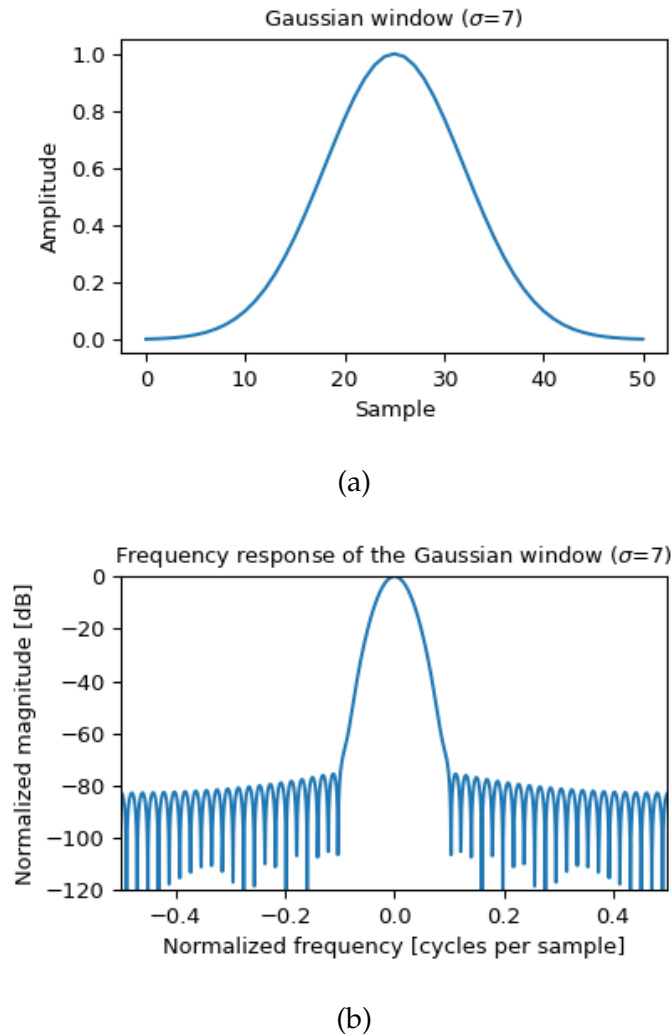 Gaussian window (σ=7)
1.0
0.8
0.6
0.4
0.2
0.0
Amplitude
0 10 20 30 40 50
Sample
(a)
Frequency response of the Gaussian window (σ=7)
0
−20
−40
−60
−80
−100
−120
Normalized magnitude [dB]
−0.4 −0.2 0.0 0.2 0.4
Normalized frequency [cycles per sample]
(b)